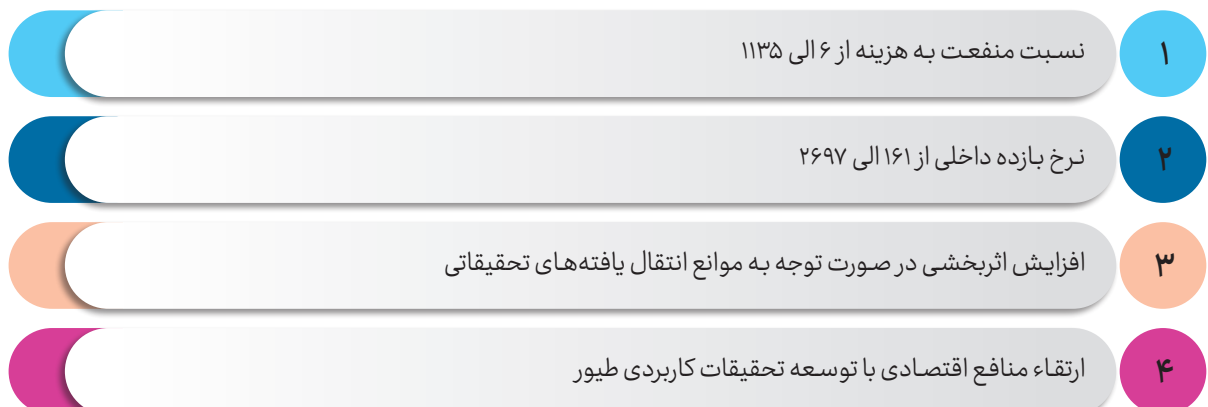 ۱ نسبت منفعت به هزینه از ۶ الی ۱۱۳۵
۲ نرخ بازده داخلی از ۱۶۱ الی ۲۶۹۷
۳ افزایش اثربخشی در صورت توجه به موانع انتقال یافته‌های تحقیقاتی
۴ ارتقاء منافع اقتصادی با توسعه تحقیقات کاربردی طیور